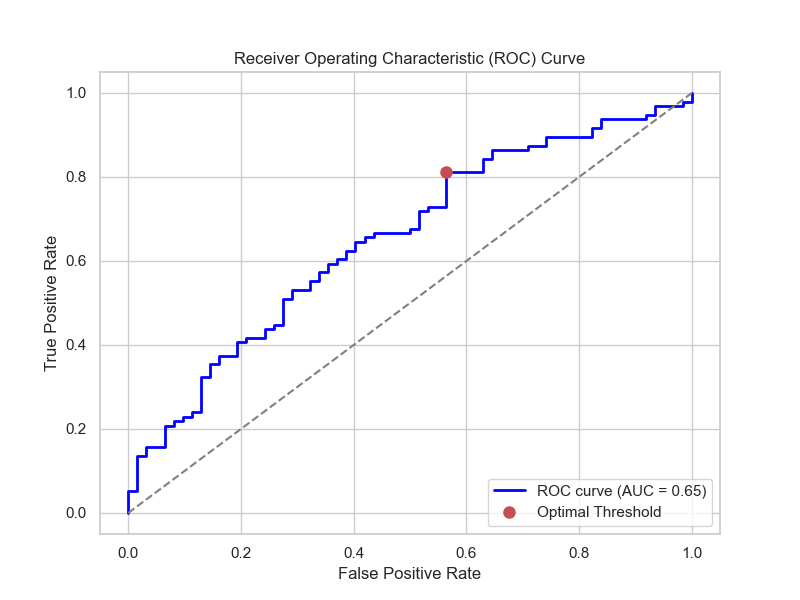 Receiver Operating Characteristic (ROC) Curve
True Positive Rate
1.0
0.8
0.6
0.4
0.2
0.0
0.0 0.2 0.4 0.6 0.8 1.0
False Positive Rate
ROC curve (AUC = 0.65)
Optimal Threshold